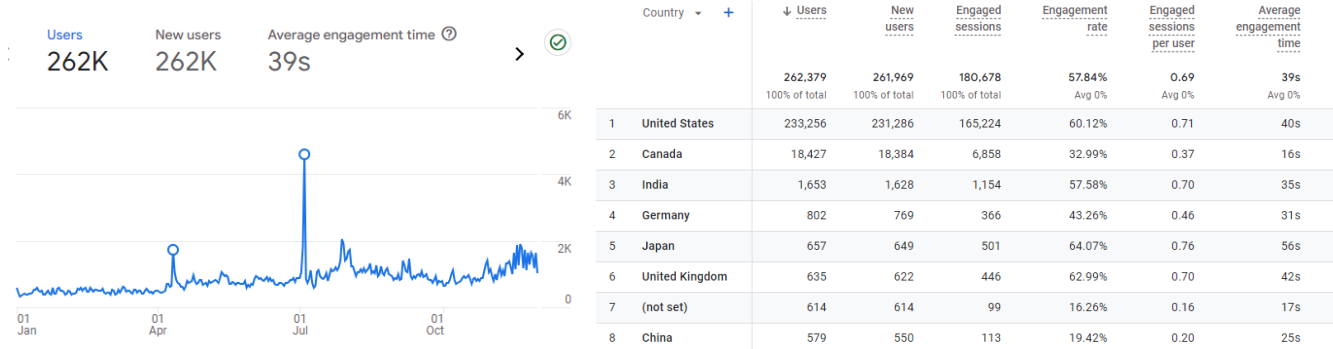 Users
262K
New users
262K
Average engagement time
39s
6K
4K
2K
0
01
Jan
01
Apr
01
Jul
01
Oct
Country
Users
New
users
Engaged
sessions
Engagement
rate
Engaged
sessions
per user
Average
engagement
time
262,379 261,969 180,678 57.84% 0.69 39s
100% of total 100% of total 100% of total Avg 0% Avg 0% Avg 0%
1 United States 233,256 231,286 165,224 60.12% 0.71 40s
2 Canada 18,427 18,384 6,858 32.99% 0.37 16s
3 India 1,653 1,628 1,154 57.58% 0.70 35s
4 Germany 802 769 366 43.26% 0.46 31s
5 Japan 657 649 501 64.07% 0.76 56s
6 United Kingdom 635 622 446 62.99% 0.70 42s
7 (not set) 614 614 99 16.26% 0.16 17s
8 China 579 550 113 19.42% 0.20 25s